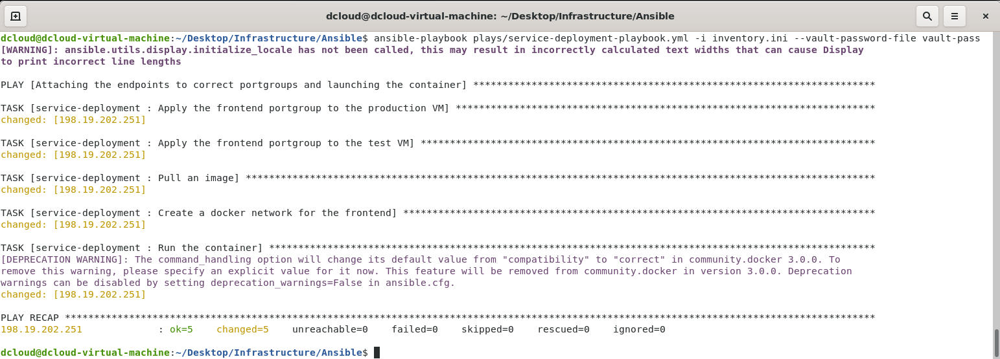 dcloud@dcloud-virtual-machine: ~/Desktop/Infrastructure/Ansible
dcloud@dcloud-virtual-machine:~/Desktop/Infrastructure/Ansible$ ansible-playbook plays/service-deployment-playbook.yml -i inventory.ini --vault-password-file vault-pass
[WARNING]: ansible.utils.display.initialize_locale has not been called, this may result in incorrectly calculated text widths that can cause Display
to print incorrect line lengths
PLAY [Attaching the endpoints to correct portgroups and launching the container] *********************************************************************
TASK [service-deployment : Apply the frontend portgroup to the production VM] ************************************************************************
changed: [198.19.202.251]
TASK [service-deployment : Apply the frontend portgroup to the test VM] ******************************************************************************
changed: [198.19.202.251]
TASK [service-deployment : Pull an image] ************************************************************************************************************
changed: [198.19.202.251]
TASK [service-deployment : Create a docker network for the frontend] *********************************************************************************
changed: [198.19.202.251]
TASK [service-deployment : Run the container] ********************************************************************************************************
[DEPRECATION WARNING]: The command_handling option will change its default value from "compatibility" to "correct" in community.docker 3.0.0. To
remove this warning, please specify an explicit value for it now. This feature will be removed from community.docker in version 3.0.0. Deprecation
warnings can be disabled by setting deprecation_warnings=False in ansible.cfg.
changed: [198.19.202.251]
PLAY RECAP *******************************************************************************************************************************************
198.19.202.251             : ok=5    changed=5    unreachable=0    failed=0    skipped=0    rescued=0    ignored=0
dcloud@dcloud-virtual-machine:~/Desktop/Infrastructure/Ansible$